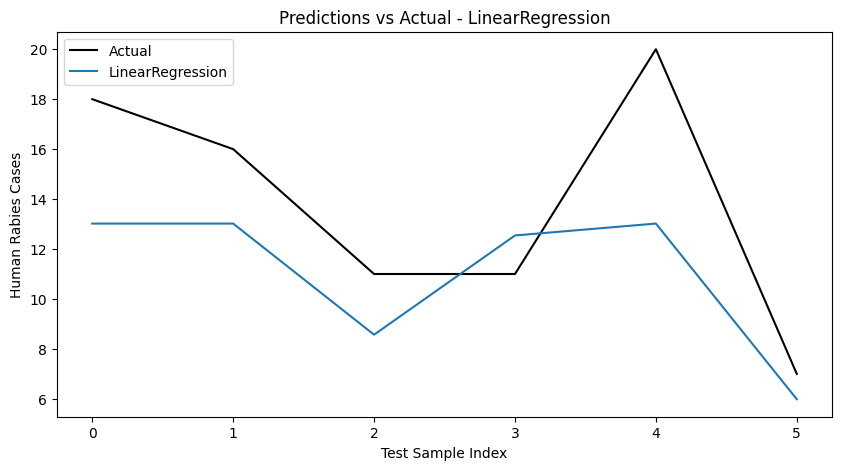 Predictions vs Actual - LinearRegression
Actual
LinearRegression
Human Rabies Cases
20
18
16
14
12
10
8
6
0 1 2 3 4 5
Test Sample Index